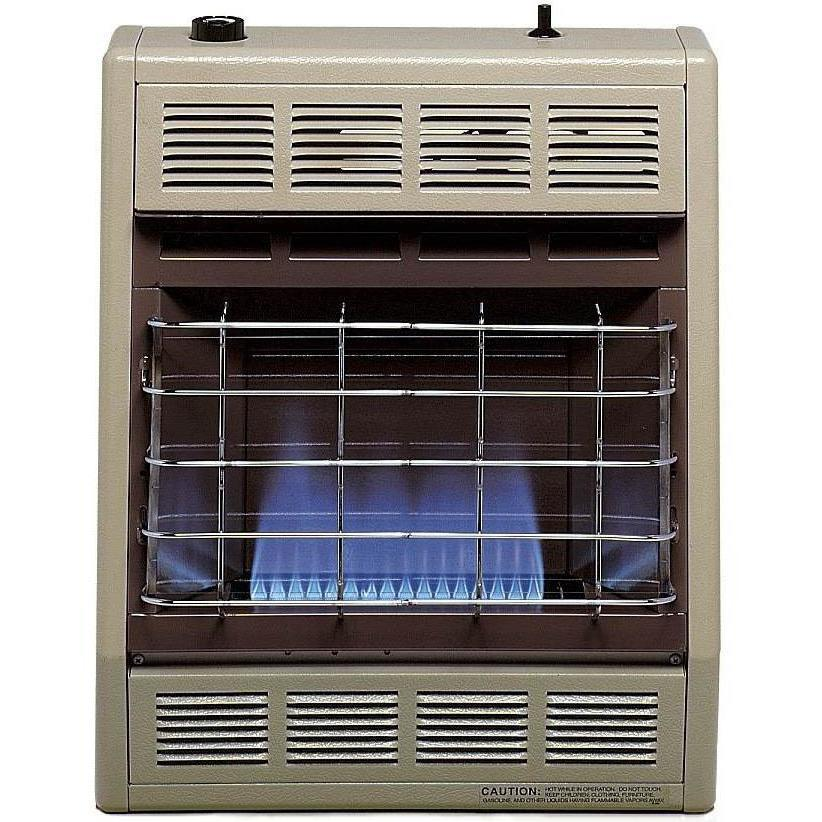 CAUTION: HOT WHILE IN OPERATION. DO NOT TOUCH.
KEEP CHILDREN, CLOTHING, FURNITURE,
GASOLINE, AND OTHER LIQUIDS HAVING FLAMMABLE VAPORS AWAY.